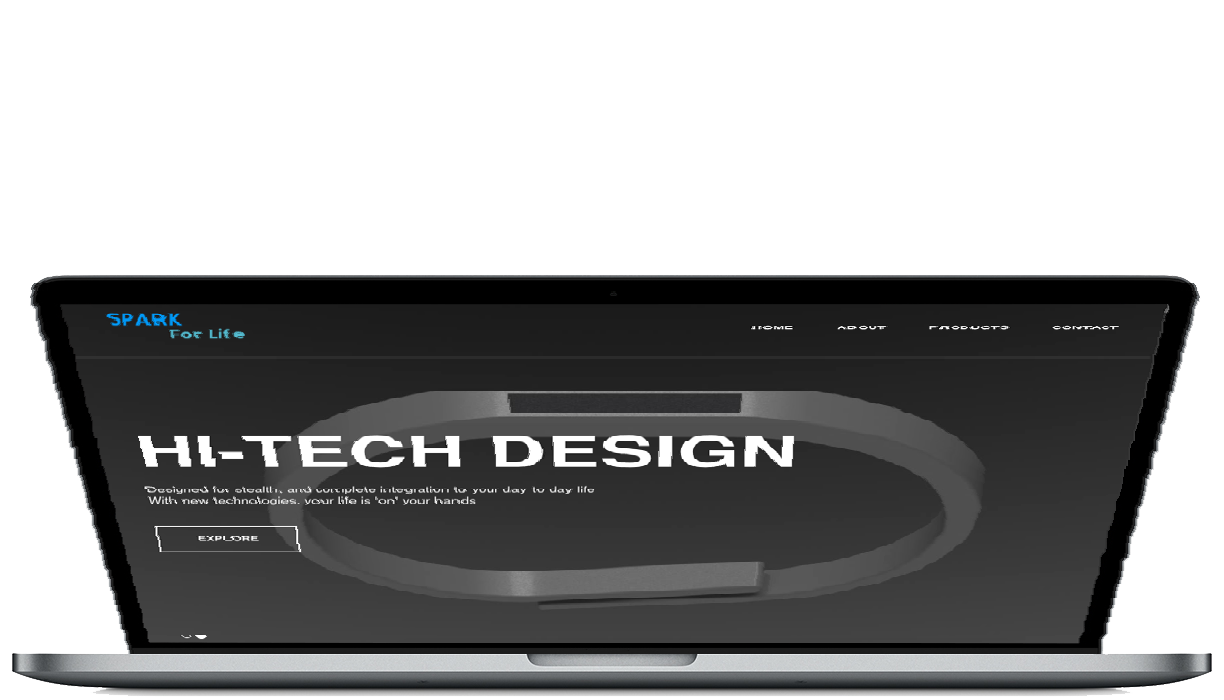 SPARK
For Life
HOME ABOUT PRODUCTS CONTACT
HI-TECH DESIGN
Designed for stealth, and complete integration to your day to day life
With new technologies, your life is 'on' your hands
EXPLORE